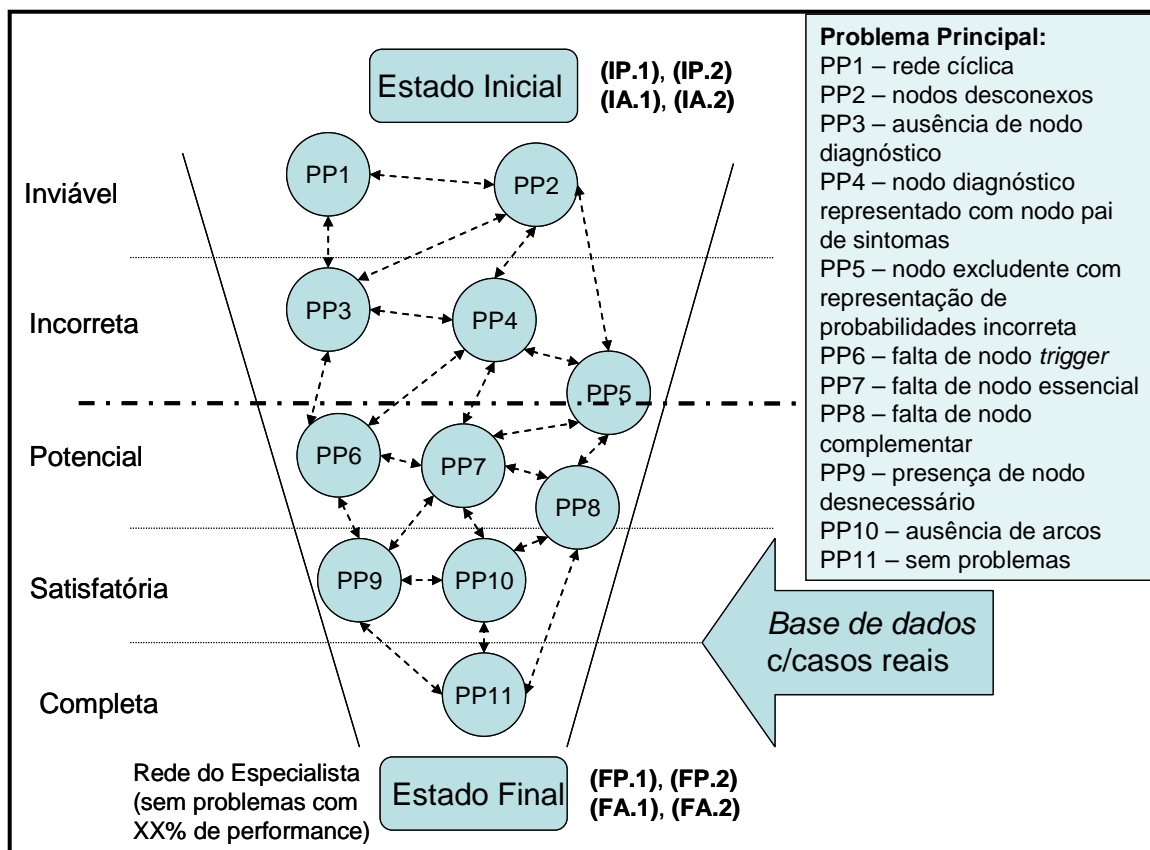 Estado Inicial
(IP.1), (IP.2)
(IA.1), (IA.2)
Problema Principal:
PP1 – rede cíclica
PP2 – nodos desconexos
PP3 – ausência de nodo
diagnóstico
PP4 – nodo diagnóstico
representado com nodo pai
de sintomas
PP5 – nodo excludente com
representação de
probabilidades incorreta
PP6 – falta de nodo trigger
PP7 – falta de nodo essencial
PP8 – falta de nodo
complementar
PP9 – presença de nodo
desnecessário
PP10 – ausência de arcos
PP11 – sem problemas
Inviável
PP1
PP2
Incorreta
PP3
PP4
PP5
Potencial
PP6
PP7
PP8
Satisfatória
PP9
PP10
Base de dados
c/casos reais
Completa
PP11
Rede do Especialista
(sem problemas com
XX% de performance)
Estado Final
(FP.1), (FP.2)
(FA.1), (FA.2)